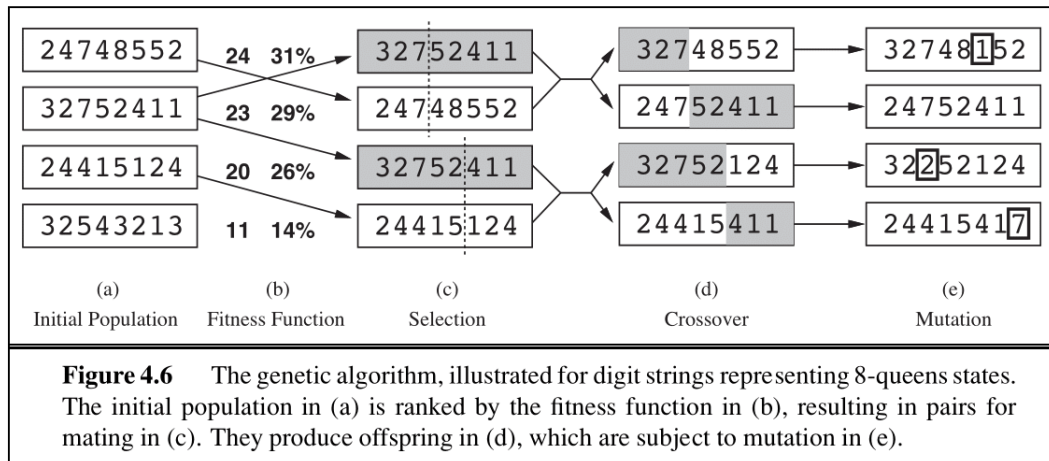 24748552 24 31% 32752411 32748552 32748152
32752411 23 29% 24748552 24752411 24752411
24415124 20 26% 32752411 32752124 32252124
32543213 11 14% 24415124 24415411 24415417
(a) (b) (c) (d) (e)
Initial Population Fitness Function Selection Crossover Mutation
Figure 4.6 The genetic algorithm, illustrated for digit strings representing 8-queens states.
The initial population in (a) is ranked by the fitness function in (b), resulting in pairs for
mating in (c). They produce offspring in (d), which are subject to mutation in (e).